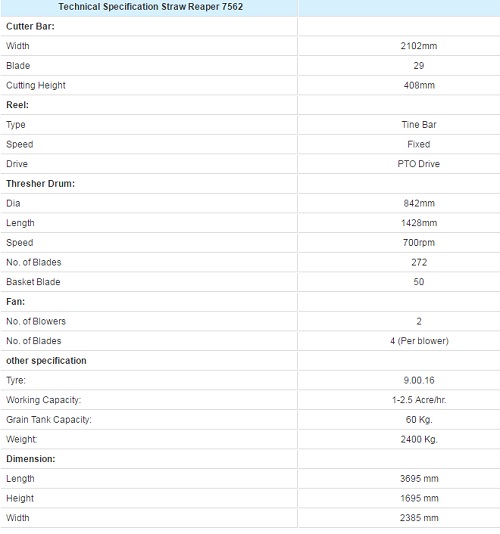 Technical Specification Straw Reaper 7562
Cutter Bar:
Width 2102mm
Blade 29
Cutting Height 408mm
Reel:
Type Tine Bar
Speed Fixed
Drive PTO Drive
Thresher Drum:
Dia 842mm
Length 1428mm
Speed 700rpm
No. of Blades 272
Basket Blade 50
Fan:
No. of Blowers 2
No. of Blades 4 (Per blower)
other specification
Tyre: 9.00.16
Working Capacity: 1-2.5 Acre/hr.
Grain Tank Capacity: 60 Kg.
Weight: 2400 Kg.
Dimension:
Length 3695 mm
Height 1695 mm
Width 2385 mm